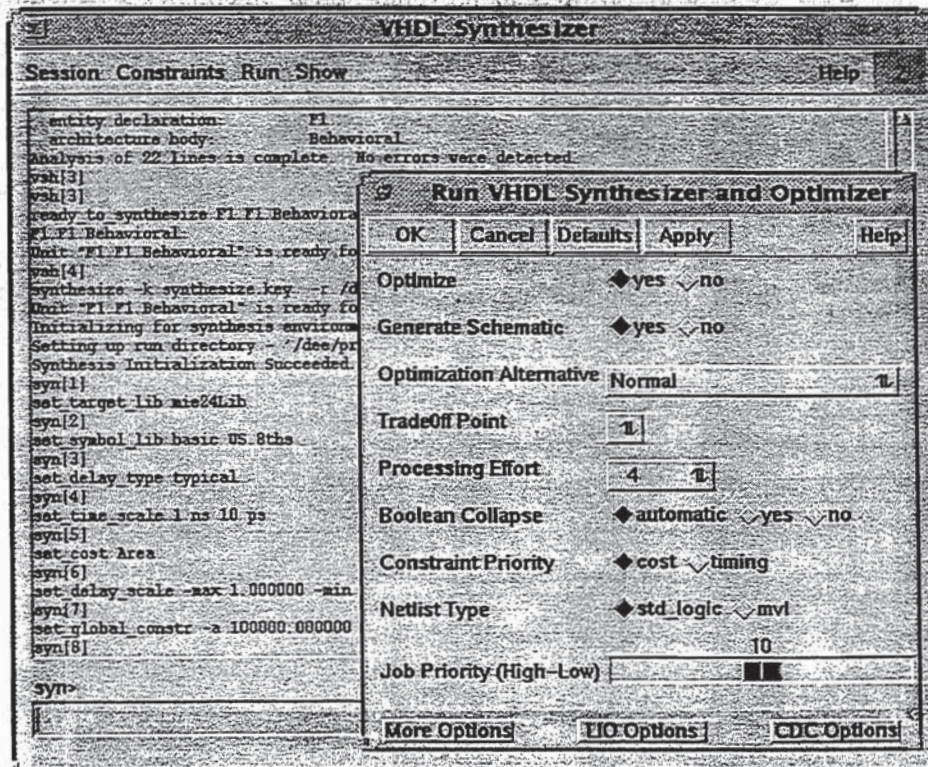 VHDL Synthesizer
Session Constraints Run Show Help
entity declaration: F1
architecture body: Behavioral
Analysis of 22 lines is complete. No errors were detected.
vsh[3]
vsh[3]
ready to synthesize F1.F1.Behaviora
F1.F1.Behavioral
Unit "F1.F1.Behavioral" is ready fo
vsh[4]
synthesize -k synthesize.key -r /d
Unit "F1.F1.Behavioral" is ready fo
Initializing for synthesis environm
Setting up run directory - '/dee/pr
Synthesis Initialization Succeeded.
syn[1]
set_target_lib mie24Lib
syn[2]
set_symbol_lib basic US_8ths
syn[3]
set_delay_type typical
syn[4]
set_time_scale 1 ns 10 ps
syn[5]
set_cost Area
syn[6]
set_delay_scale -max 1.000000 -min
syn[7]
set_global_constr -a 100000.000000
syn[8]
syn>
Run VHDL Synthesizer and Optimizer
OK Cancel Defaults Apply Help
Optimize yes no
Generate Schematic yes no
Optimization Alternative Normal
TradeOff Point
Processing Effort 4
Boolean Collapse automatic yes no
Constraint Priority cost timing
Netlist Type std_logic mvl
10
Job Priority (High-Low)
More Options LIO Options CDC Options